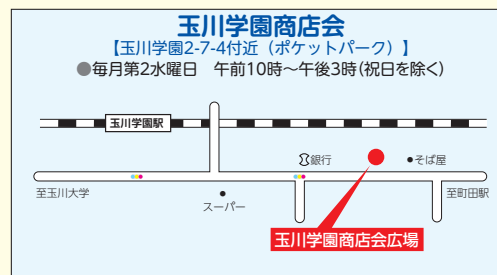 玉川学園商店会
【玉川学園2-7-4付近（ポケットパーク）】
●毎月第2水曜日　午前10時～午後3時(祝日を除く)
玉川学園駅
銀行
そば屋
至玉川大学
スーパー
至町田駅
玉川学園商店会広場